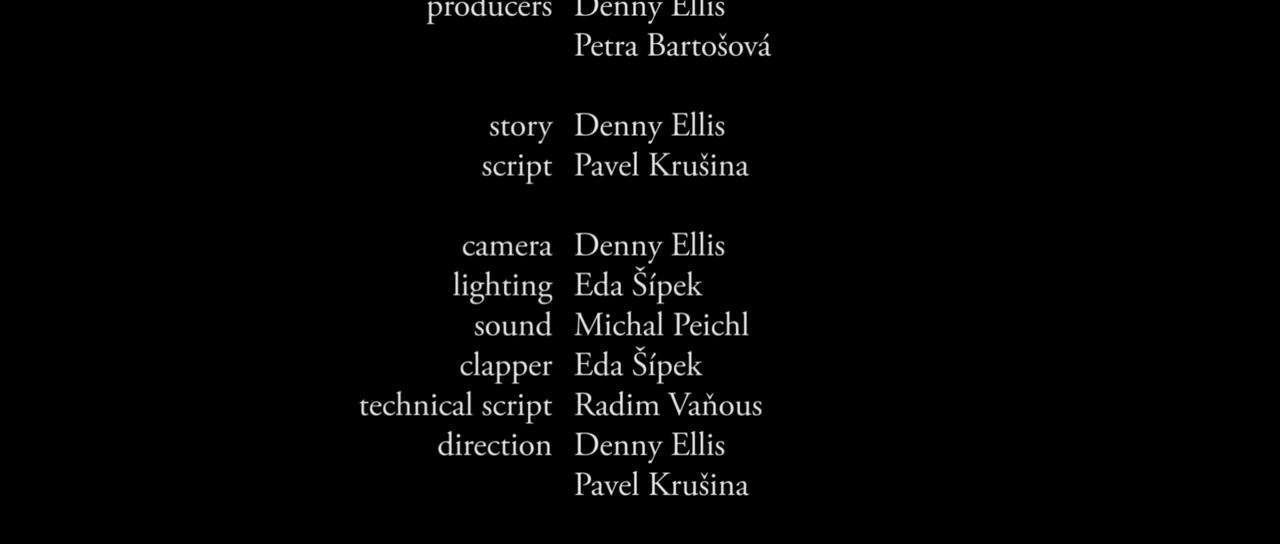 producers Denny Ellis
Petra Bartošová
story Denny Ellis
script Pavel Krušina
camera Denny Ellis
lighting Eda Šípek
sound Michal Peichl
clapper Eda Šípek
technical script Radim Vaňous
direction Denny Ellis
Pavel Krušina